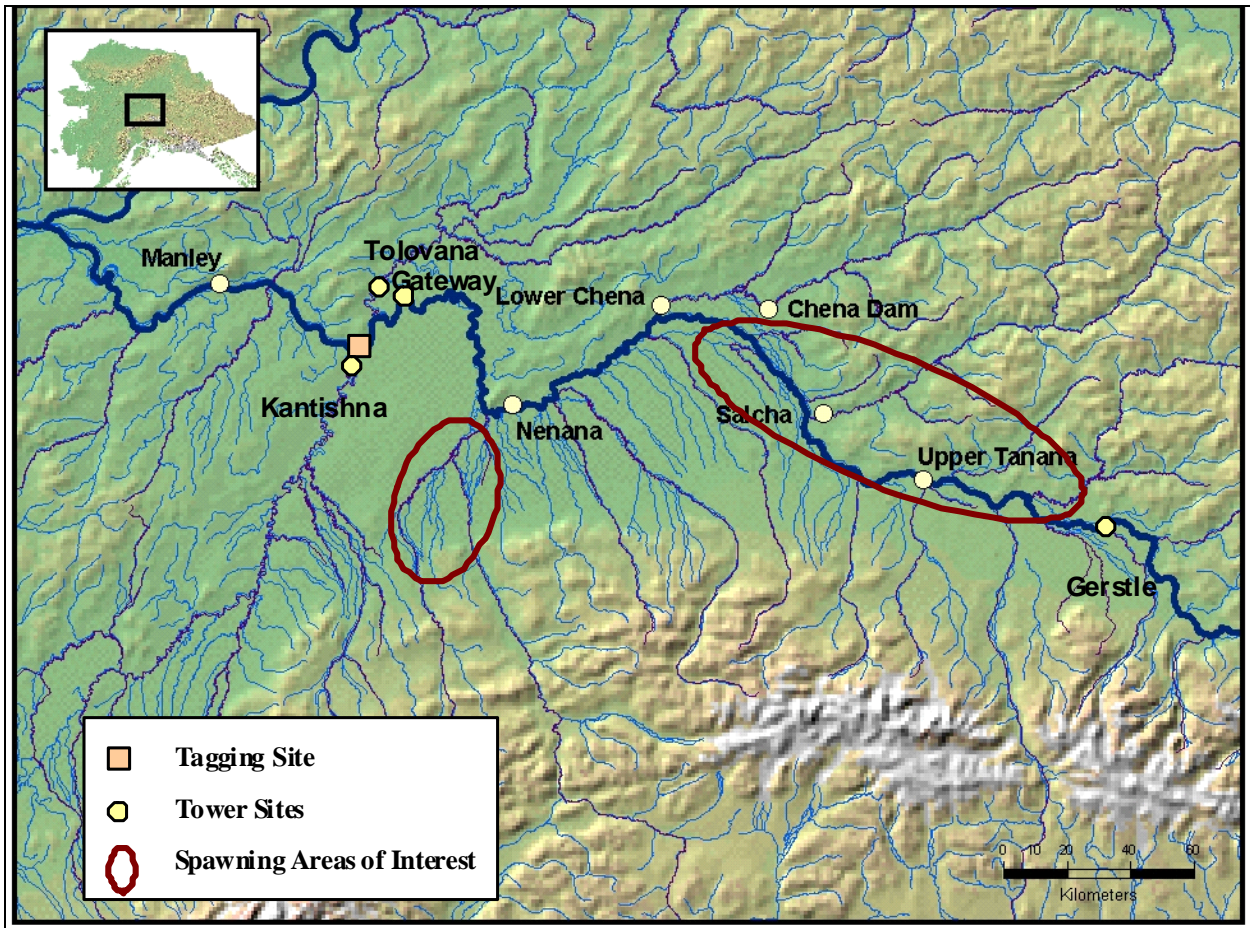 Tolovana
Manley
Gateway
Lower Chena
Chena Dam
Kantishna
Salcha
Nenana
Upper Tanana
Gerstle
Tagging Site
Tower Sites
Spawning Areas of Interest
0 10 20 40 60
Kilometers